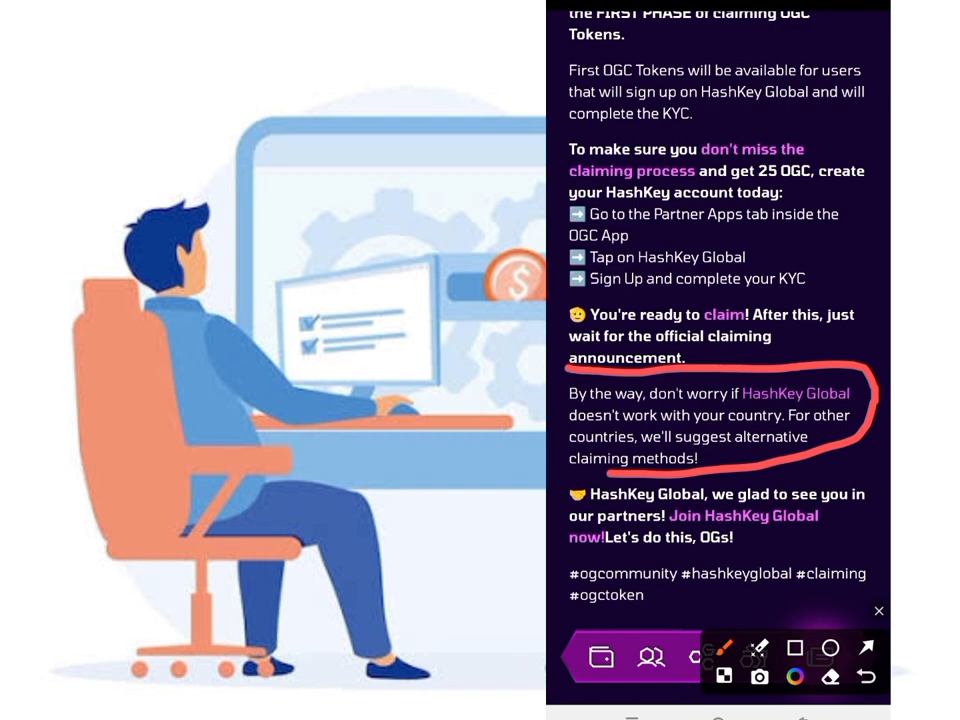 the FIRST PHASE of claiming OGC
Tokens.
First OGC Tokens will be available for users
that will sign up on HashKey Global and will
complete the KYC.
To make sure you don't miss the
claiming process and get 25 OGC, create
your HashKey account today:
➡️ Go to the Partner Apps tab inside the
OGC App
➡️ Tap on HashKey Global
➡️ Sign Up and complete your KYC
🫡 You're ready to claim! After this, just
wait for the official claiming
announcement.
By the way, don't worry if HashKey Global
doesn't work with your country. For other
countries, we'll suggest alternative
claiming methods!
🤝 HashKey Global, we glad to see you in
our partners! Join HashKey Global
now!Let's do this, OGs!
#ogcommunity #hashkeyglobal #claiming
#ogctoken